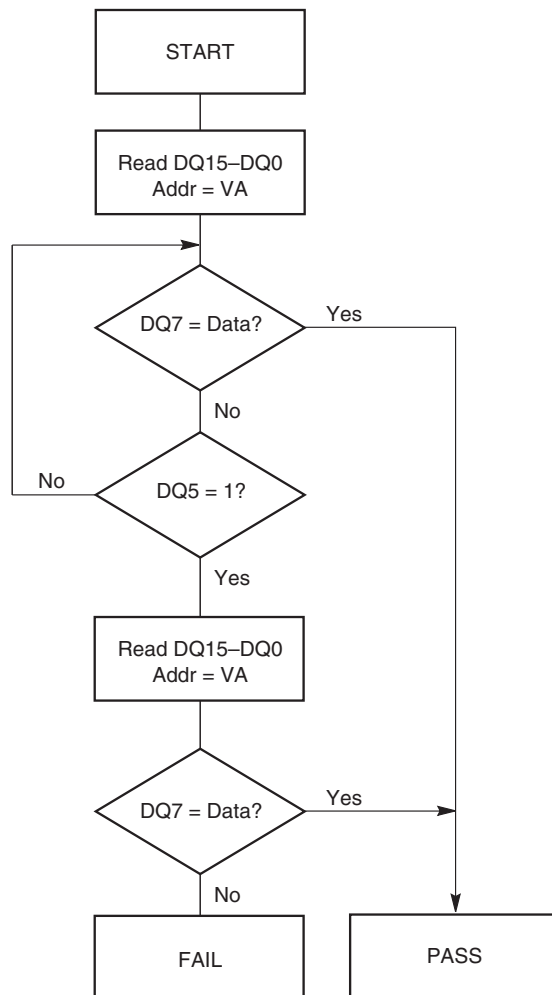 START
Read DQ15–DQ0
Addr = VA
DQ7 = Data?
Yes
No
No
DQ5 = 1?
Yes
Read DQ15–DQ0
Addr = VA
DQ7 = Data?
Yes
No
FAIL
PASS